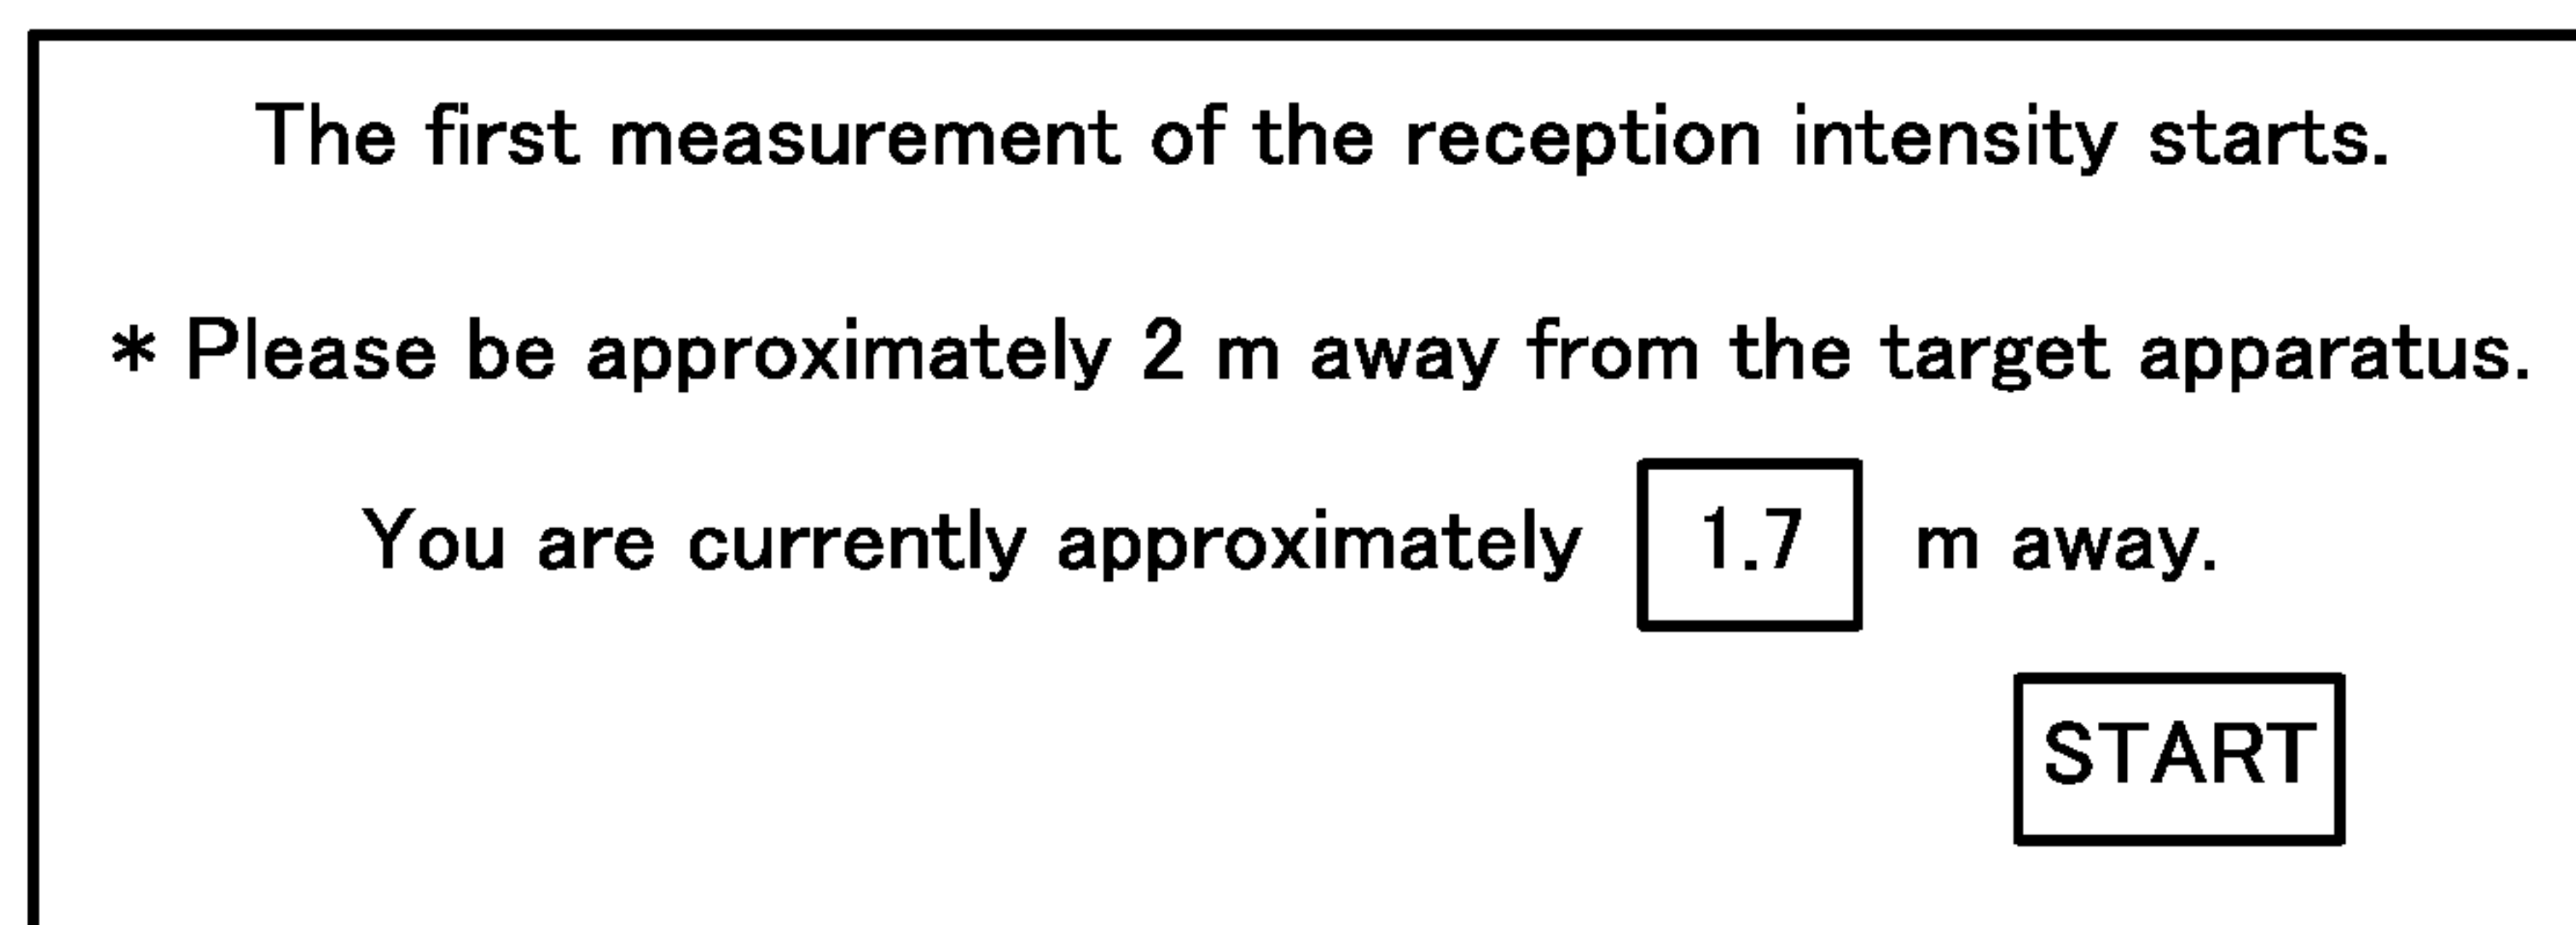 The first measurement of the reception intensity starts.
* Please be approximately 2 m away from the target apparatus.
You are currently approximately 1.7 m away.
START